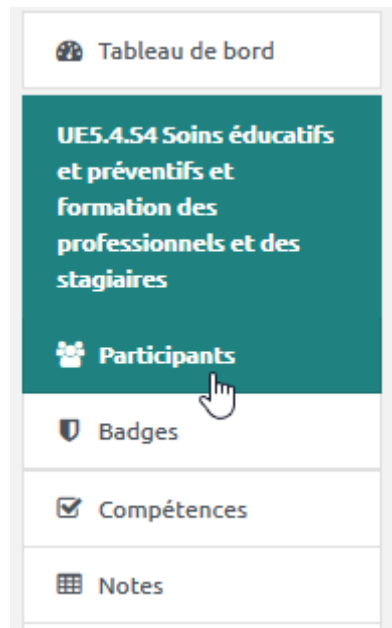 Tableau de bord
UE5.4.S4 Soins éducatifs
et préventifs et
formation des
professionnels et des
stagiaires
Participants
Badges
Compétences
Notes